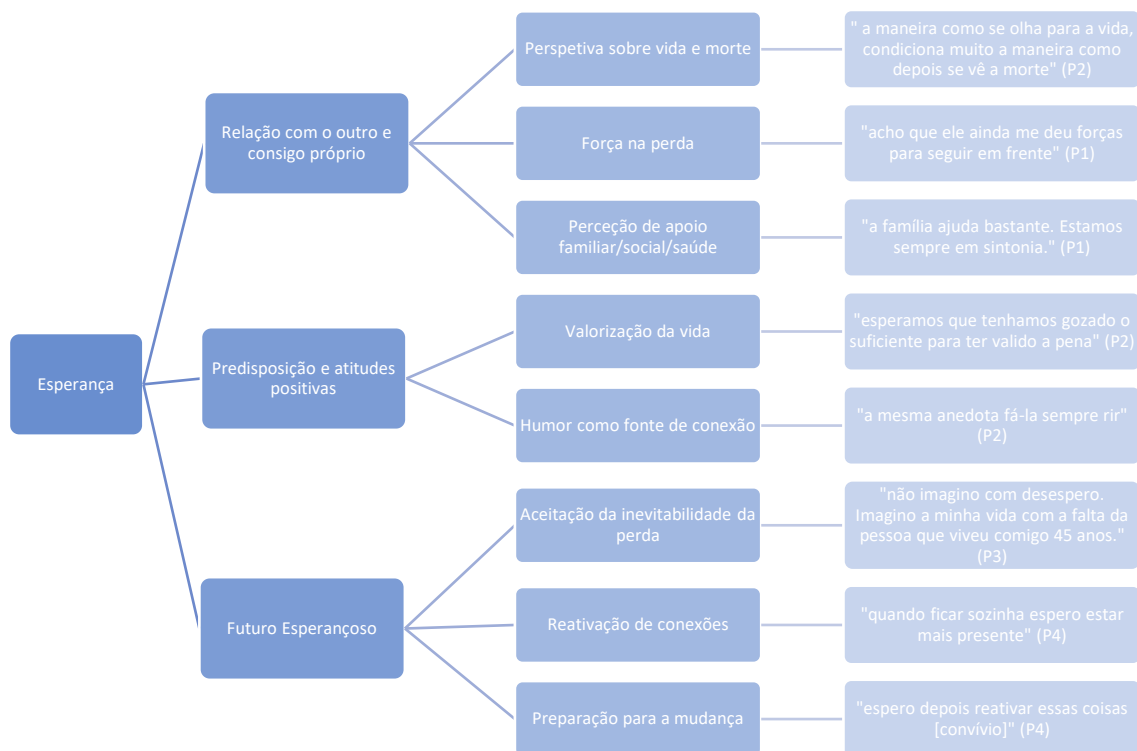 Esperança
Relação com o outro e
consigo próprio
Perspetiva sobre vida e morte
" a maneira como se olha para a vida,
condiciona muito a maneira como
depois se vê a morte" (P2)
Força na perda
"acho que ele ainda me deu forças
para seguir em frente" (P1)
Perceção de apoio
familiar/social/saúde
"a família ajuda bastante. Estamos
sempre em sintonia." (P1)
Predisposição e atitudes
positivas
Valorização da vida
"esperamos que tenhamos gozado o
suficiente para ter valido a pena" (P2)
Humor como fonte de conexão
"a mesma anedota fá-la sempre rir"
(P2)
Futuro Esperançoso
Aceitação da inevitabilidade da
perda
"não imagino com desespero.
Imagino a minha vida com a falta da
pessoa que viveu comigo 45 anos."
(P3)
Reativação de conexões
"quando ficar sozinha espero estar
mais presente" (P4)
Preparação para a mudança
"espero depois reativar essas coisas
[convívio]" (P4)